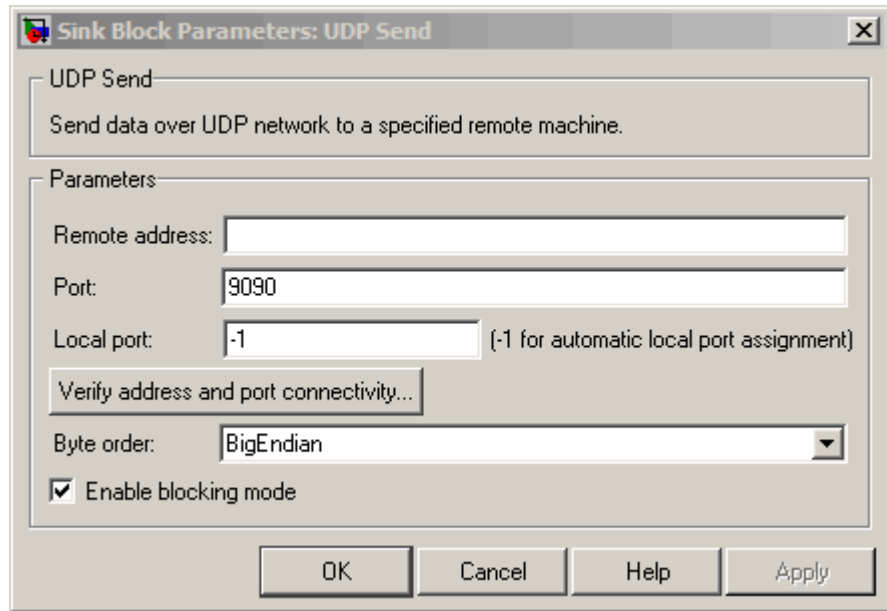 Sink Block Parameters: UDP Send
UDP Send
Send data over UDP network to a specified remote machine.
Parameters
Remote address:
Port: 9090
Local port: -1 (-1 for automatic local port assignment)
Verify address and port connectivity...
Byte order: BigEndian
Enable blocking mode
OK Cancel Help Apply